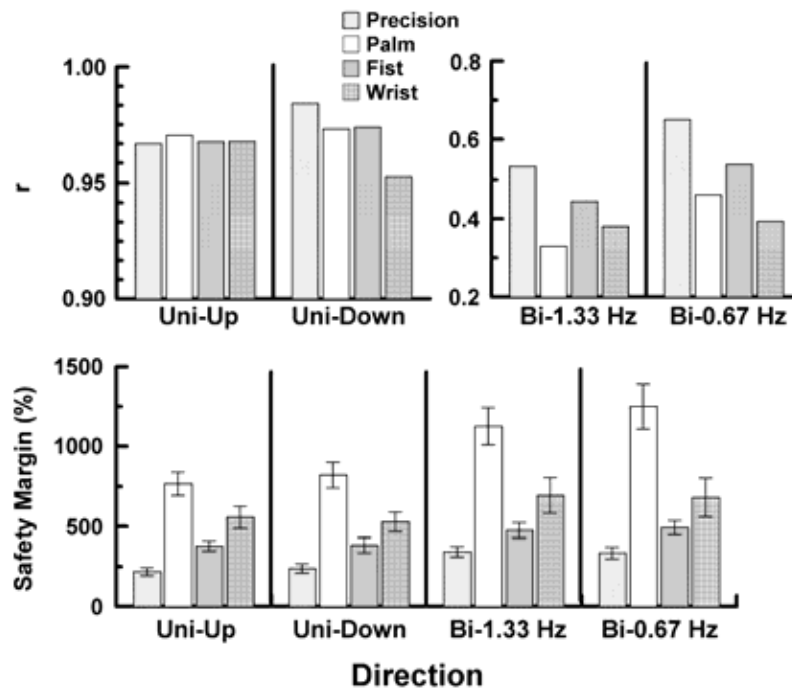 Precision
Palm
Fist
Wrist
1.00
0.95
0.90
r
Uni-Up
Uni-Down
0.8
0.6
0.4
0.2
Bi-1.33 Hz
Bi-0.67 Hz
1500
1000
500
0
Safety Margin (%)
Uni-Up
Uni-Down
Bi-1.33 Hz
Bi-0.67 Hz
Direction